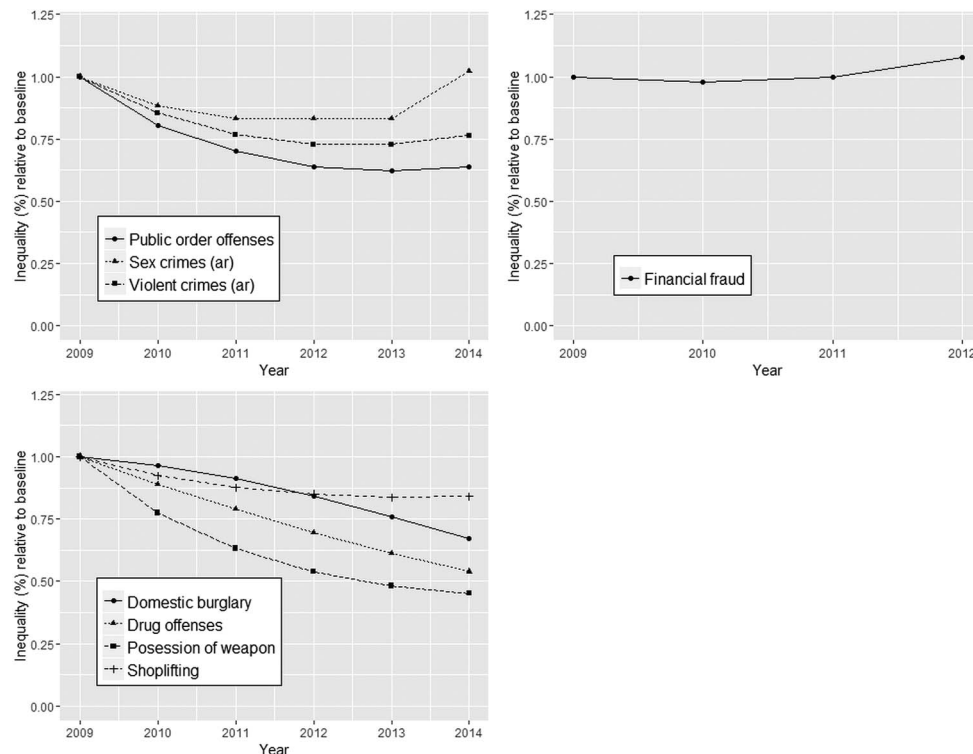 Inequality (%) relative to baseline
1.25
1.00
0.75
0.50
0.25
0.00
Public order offenses
Sex crimes (ar)
Violent crimes (ar)
2009 2010 2011 2012 2013 2014
Year
Inequality (%) relative to baseline
1.25
1.00
0.75
0.50
0.25
0.00
Financial fraud
2009 2010 2011 2012
Year
Inequality (%) relative to baseline
1.25
1.00
0.75
0.50
0.25
0.00
Domestic burglary
Drug offenses
Posession of weapon
Shoplifting
2009 2010 2011 2012 2013 2014
Year